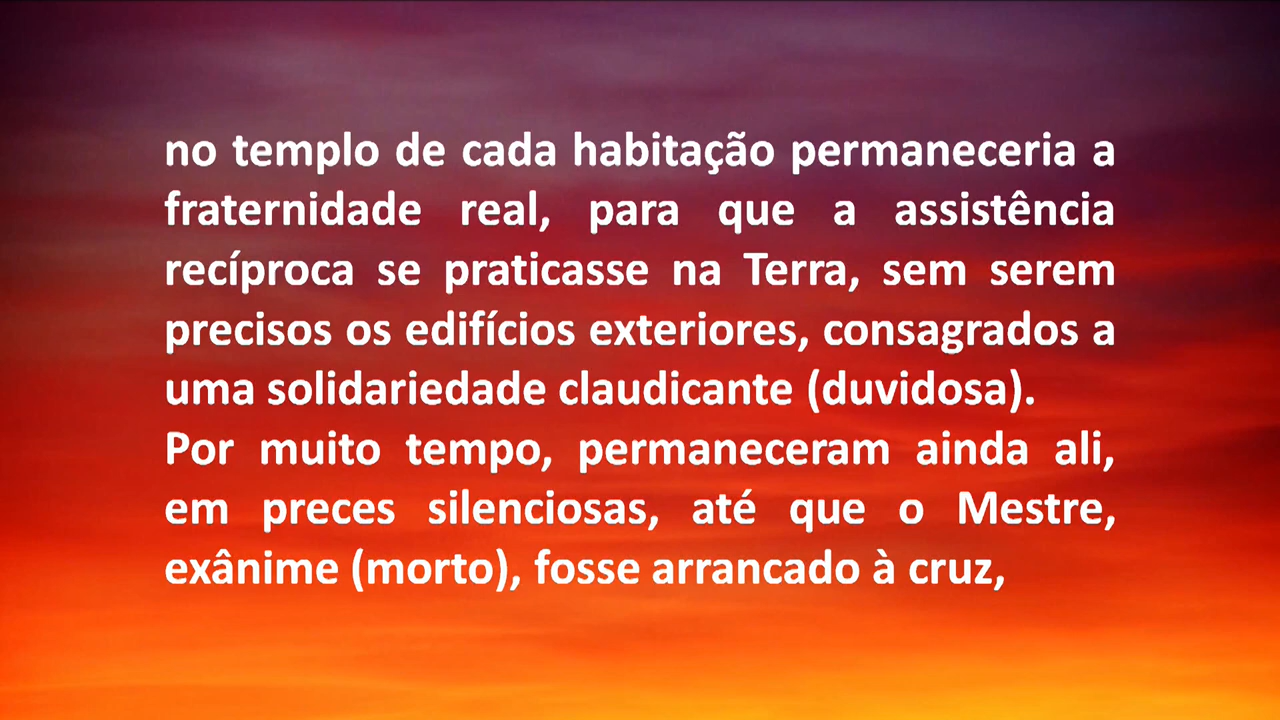 no templo de cada habitação permaneceria a
fraternidade real, para que a assistência
recíproca se praticasse na Terra, sem serem
precisos os edifícios exteriores, consagrados a
uma solidariedade claudicante (duvidosa).
Por muito tempo, permaneceram ainda ali,
em preces silenciosas, até que o Mestre,
exânime (morto), fosse arrancado à cruz,